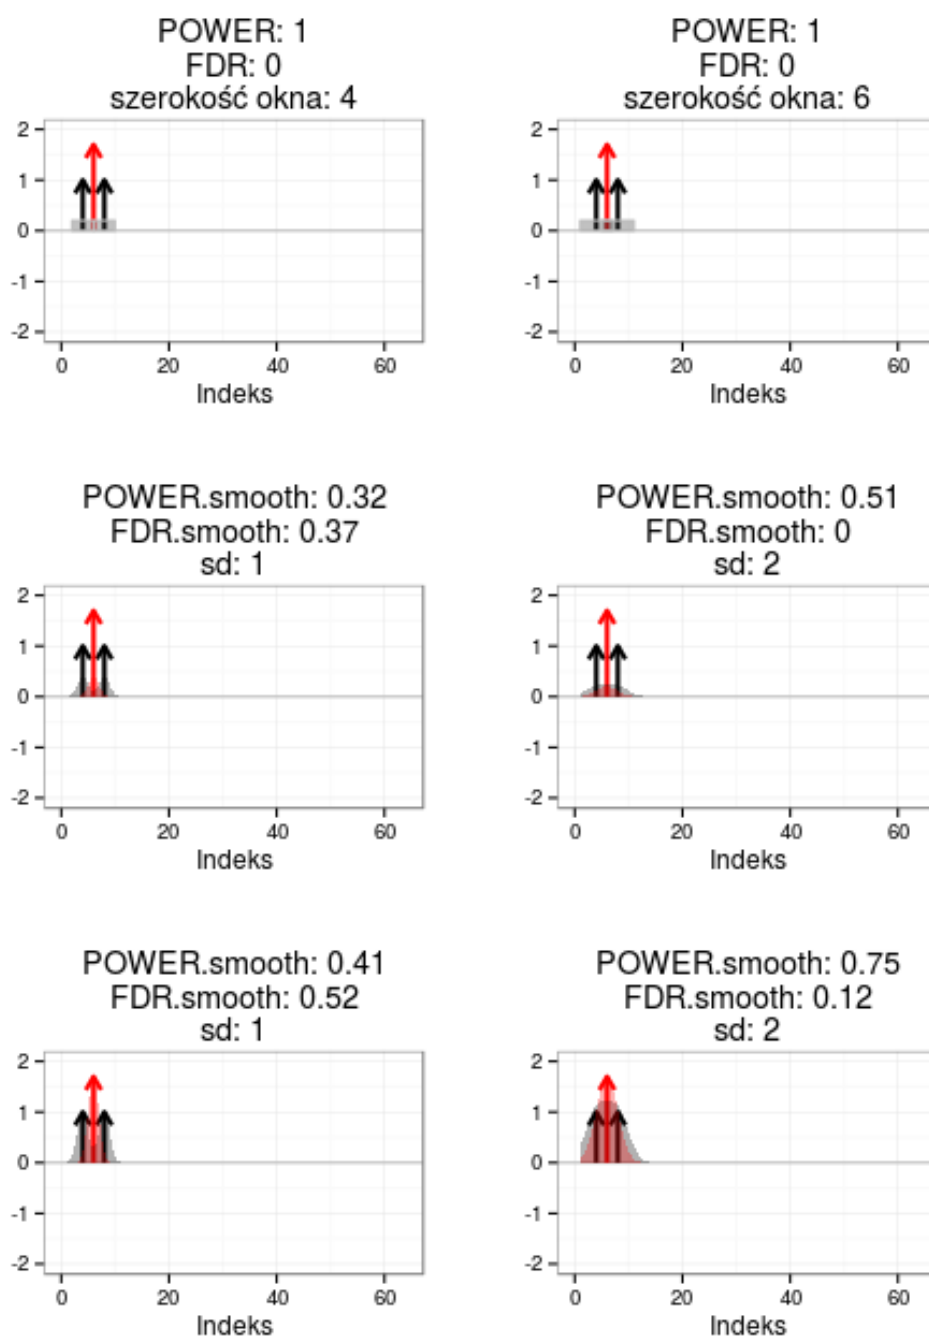 POWER: 1
FDR: 0
szerokość okna: 4
2
1
0
-1
-2
0 20 40 60
Indeks
POWER: 1
FDR: 0
szerokość okna: 6
2
1
0
-1
-2
0 20 40 60
Indeks
POWER.smooth: 0.32
FDR.smooth: 0.37
sd: 1
2
1
0
-1
-2
0 20 40 60
Indeks
POWER.smooth: 0.51
FDR.smooth: 0
sd: 2
2
1
0
-1
-2
0 20 40 60
Indeks
POWER.smooth: 0.41
FDR.smooth: 0.52
sd: 1
2
1
0
-1
-2
0 20 40 60
Indeks
POWER.smooth: 0.75
FDR.smooth: 0.12
sd: 2
2
1
0
-1
-2
0 20 40 60
Indeks